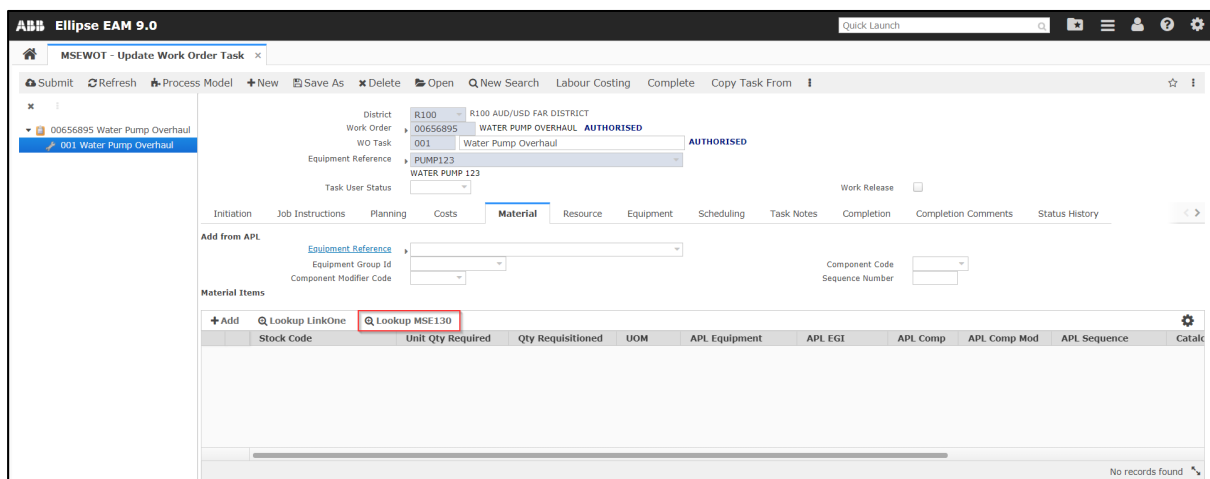 ABB Ellipse EAM 9.0 Quick Launch
MSEWOT - Update Work Order Task ×
Submit Refresh Process Model +New Save As ×Delete Open New Search Labour Costing Complete Copy Task From
00656895 Water Pump Overhaul
001 Water Pump Overhaul
District R100 R100 AUD/USD FAR DISTRICT
Work Order 00656895 WATER PUMP OVERHAUL AUTHORISED
WO Task 001 Water Pump Overhaul AUTHORISED
Equipment Reference PUMP123
WATER PUMP 123
Task User Status Work Release
Initiation Job Instructions Planning Costs Material Resource Equipment Scheduling Task Notes Completion Completion Comments Status History
Add from APL
Equipment Reference
Equipment Group Id Component Code
Component Modifier Code Sequence Number
Material Items
+Add Lookup LinkOne Lookup MSE130
Stock Code Unit Qty Required Qty Requisitioned UOM APL Equipment APL EGI APL Comp APL Comp Mod APL Sequence Catalo
No records found